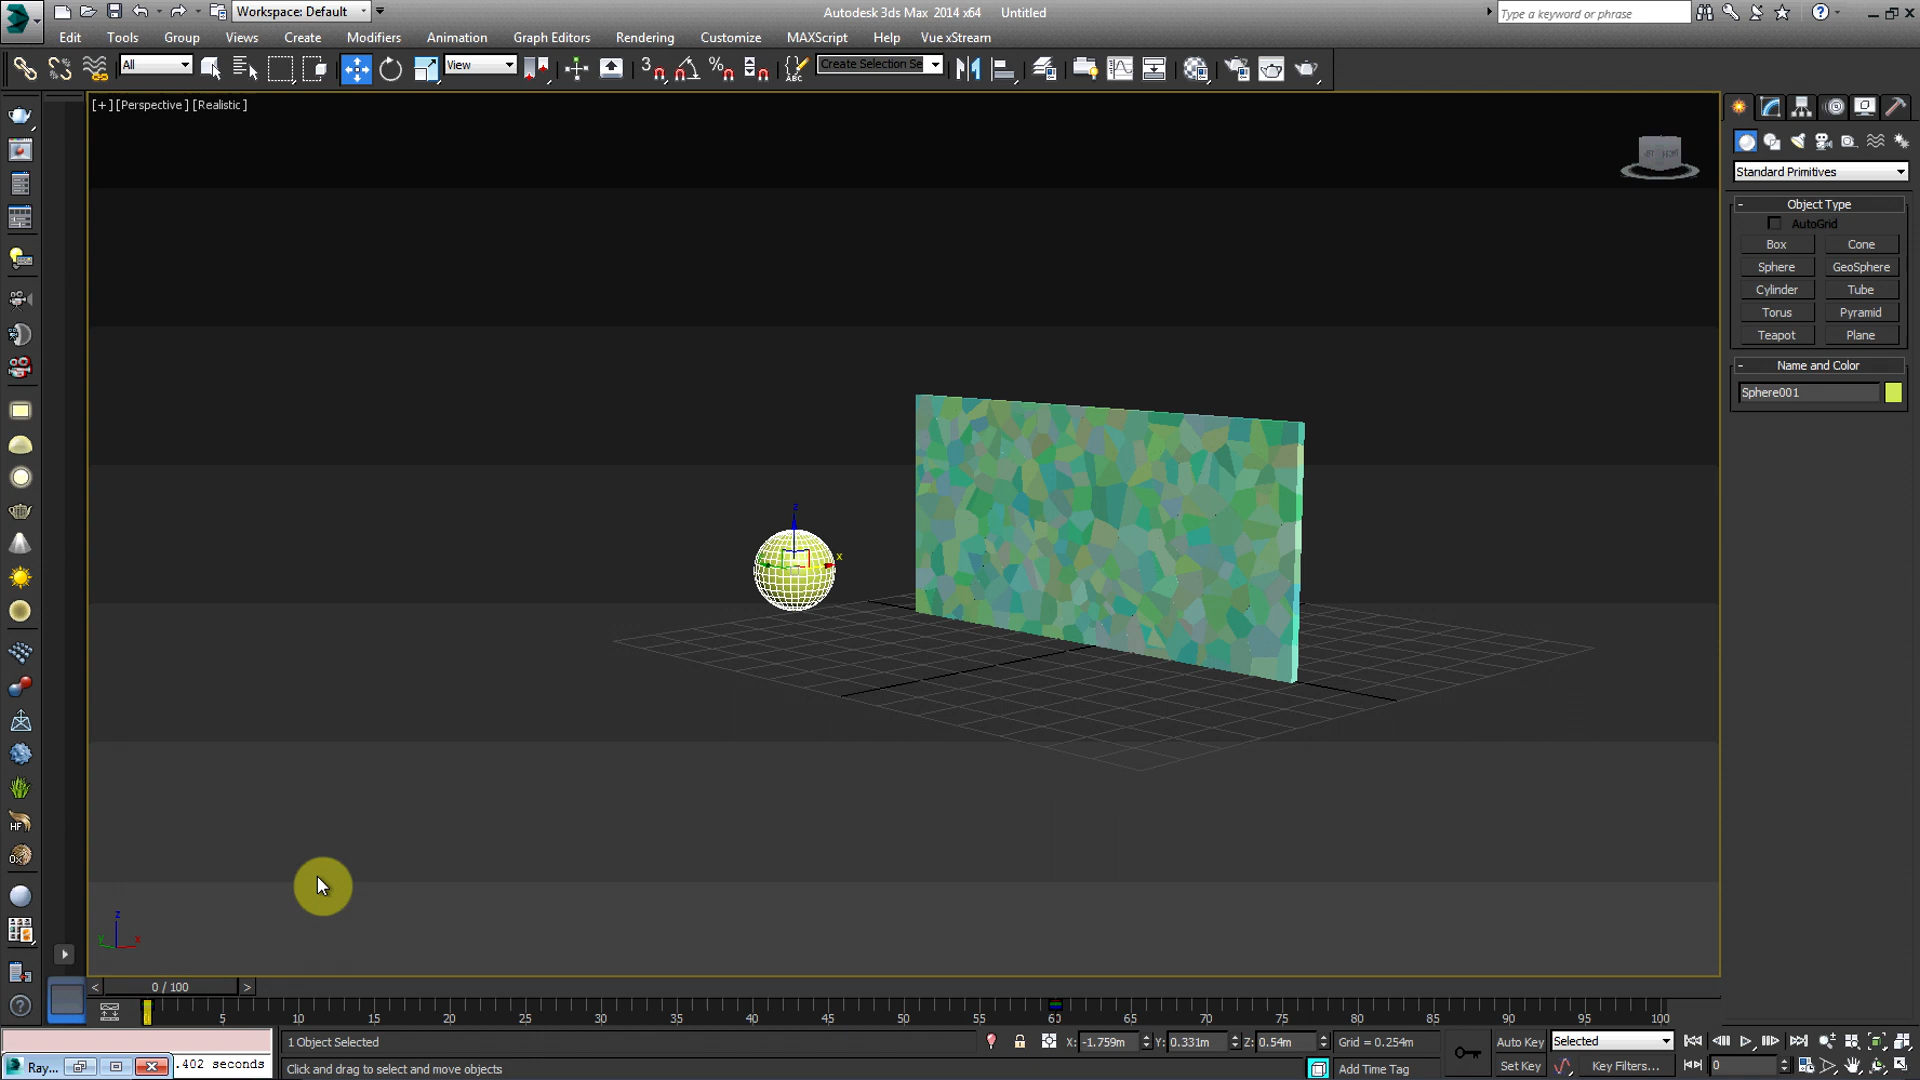 Workspace: Default
Autodesk 3ds Max 2014 x64 Untitled
Type a keyword or phrase
Edit Tools Group Views Create Modifiers Animation Graph Editors Rendering Customize MAXScript Help Vue xStream
All
View
3
%
ABC
Create Selection Se
[+] [Perspective] [Realistic]
Standard Primitives
- Object Type
AutoGrid
Box Cone
Sphere GeoSphere
Cylinder Tube
Torus Pyramid
Teapot Plane
- Name and Color
Sphere001
z
x
HF
z
y x
< 0 / 100 >
5 10 15 20 25 30 35 40 45 50 55 60 65 70 75 80 85 90 95 100
1 Object Selected
X: -1.759m Y: 0.331m Z: 0.54m Grid = 0.254m
Auto Key Selected
Ray...
.402 seconds
Click and drag to select and move objects
Add Time Tag
Set Key Key Filters... 0